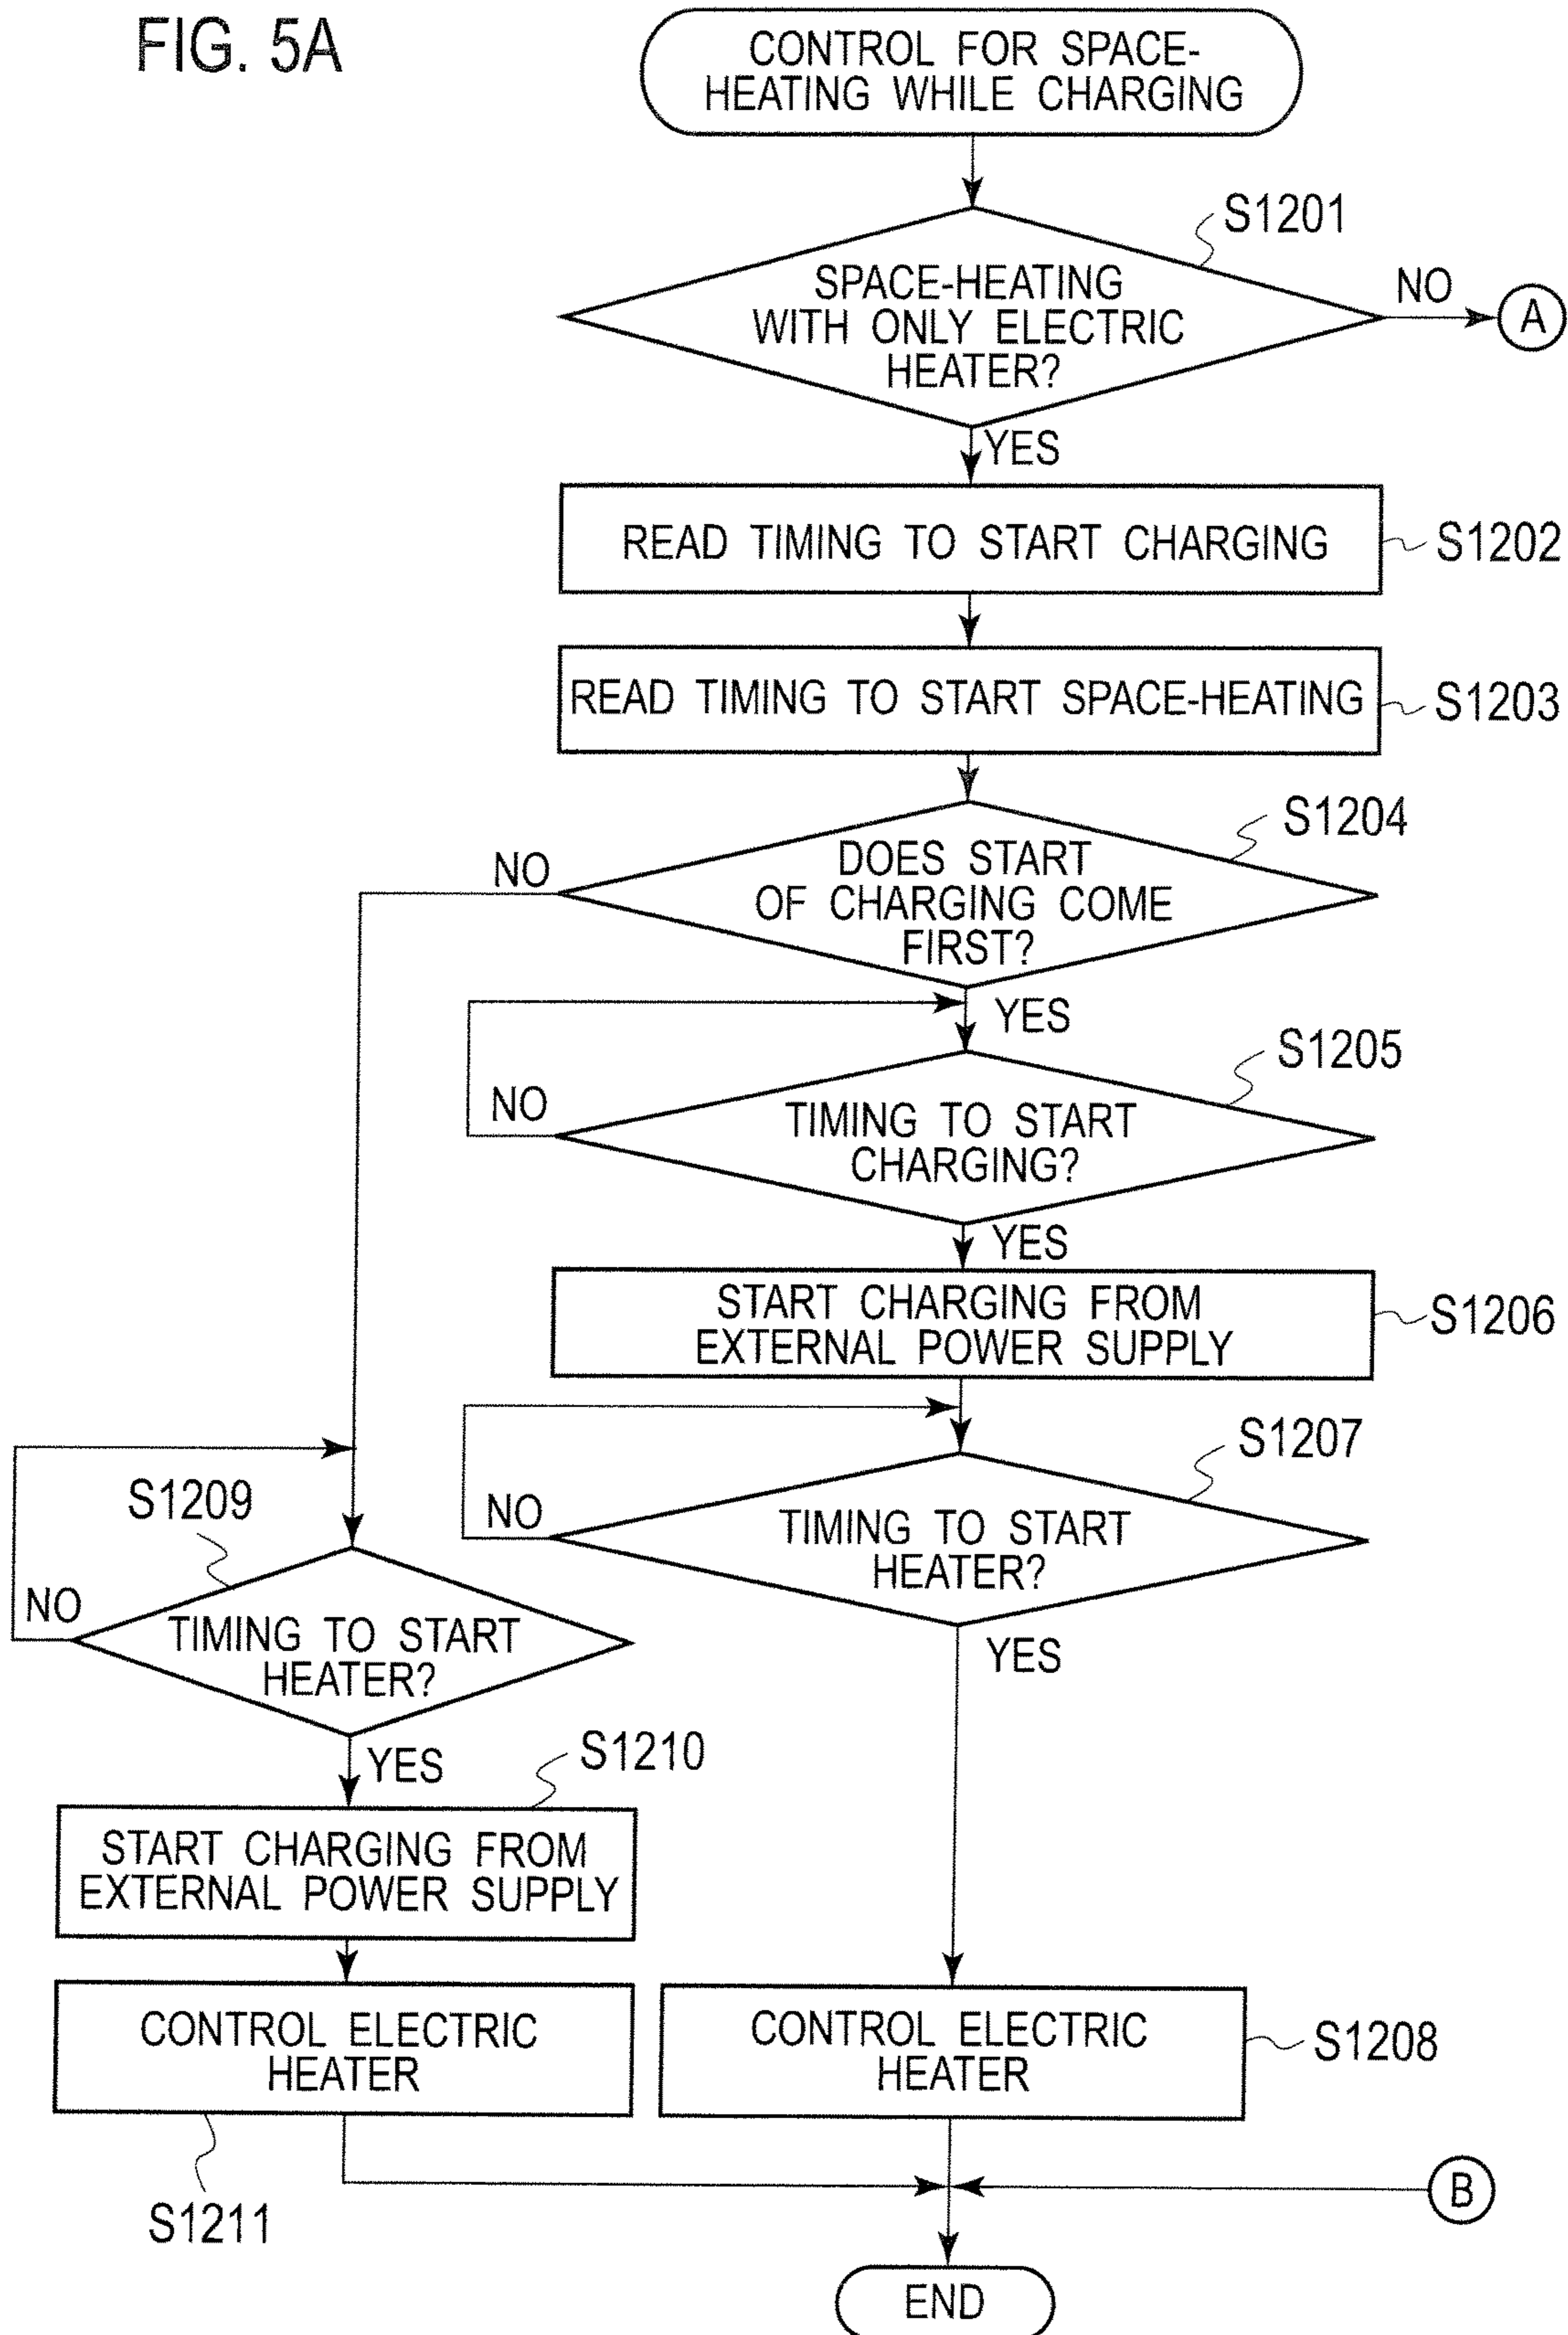 FIG. 5A
CONTROL FOR SPACE-
HEATING WHILE CHARGING
S1201
SPACE-HEATING
WITH ONLY ELECTRIC
HEATER?
NO
A
YES
READ TIMING TO START CHARGING
S1202
READ TIMING TO START SPACE-HEATING
S1203
S1204
DOES START
OF CHARGING COME
FIRST?
NO
YES
S1205
TIMING TO START
CHARGING?
NO
YES
START CHARGING FROM
EXTERNAL POWER SUPPLY
S1206
S1207
TIMING TO START
HEATER?
NO
YES
S1209
TIMING TO START
HEATER?
NO
YES
S1210
START CHARGING FROM
EXTERNAL POWER SUPPLY
CONTROL ELECTRIC
HEATER
S1211
CONTROL ELECTRIC
HEATER
S1208
B
END